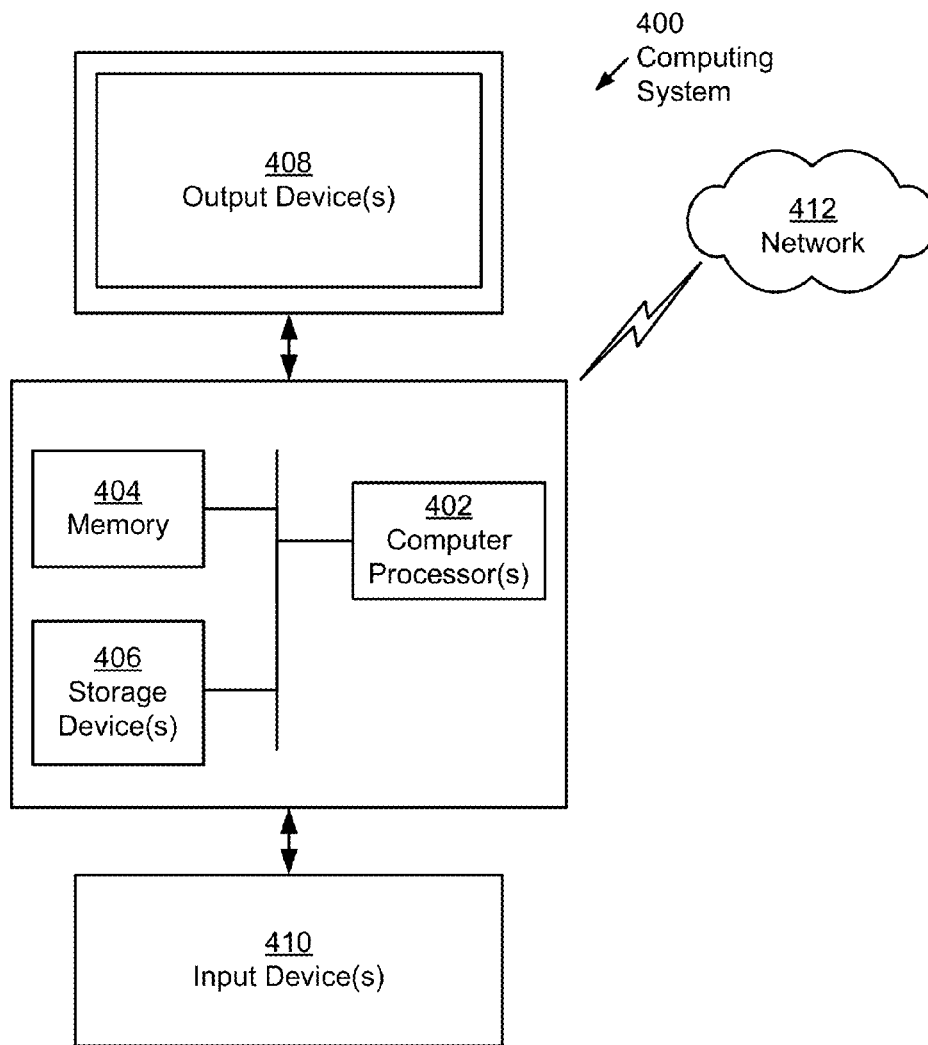 400
Computing
System
408
Output Device(s)
412
Network
404
Memory
402
Computer
Processor(s)
406
Storage
Device(s)
410
Input Device(s)